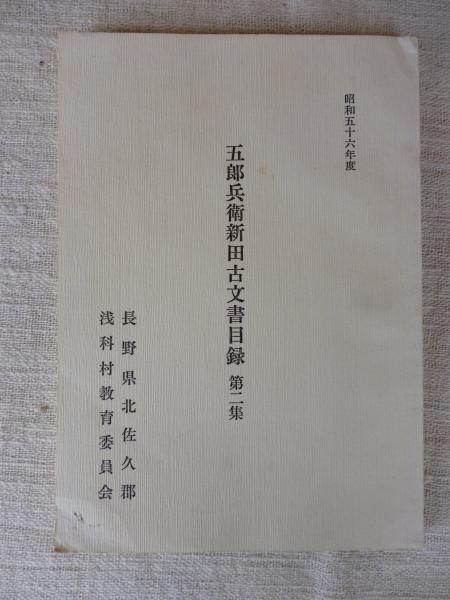 昭和五十六年度
五郎兵衛新田古文書目録 第二集
長野県北佐久郡
浅科村教育委員会